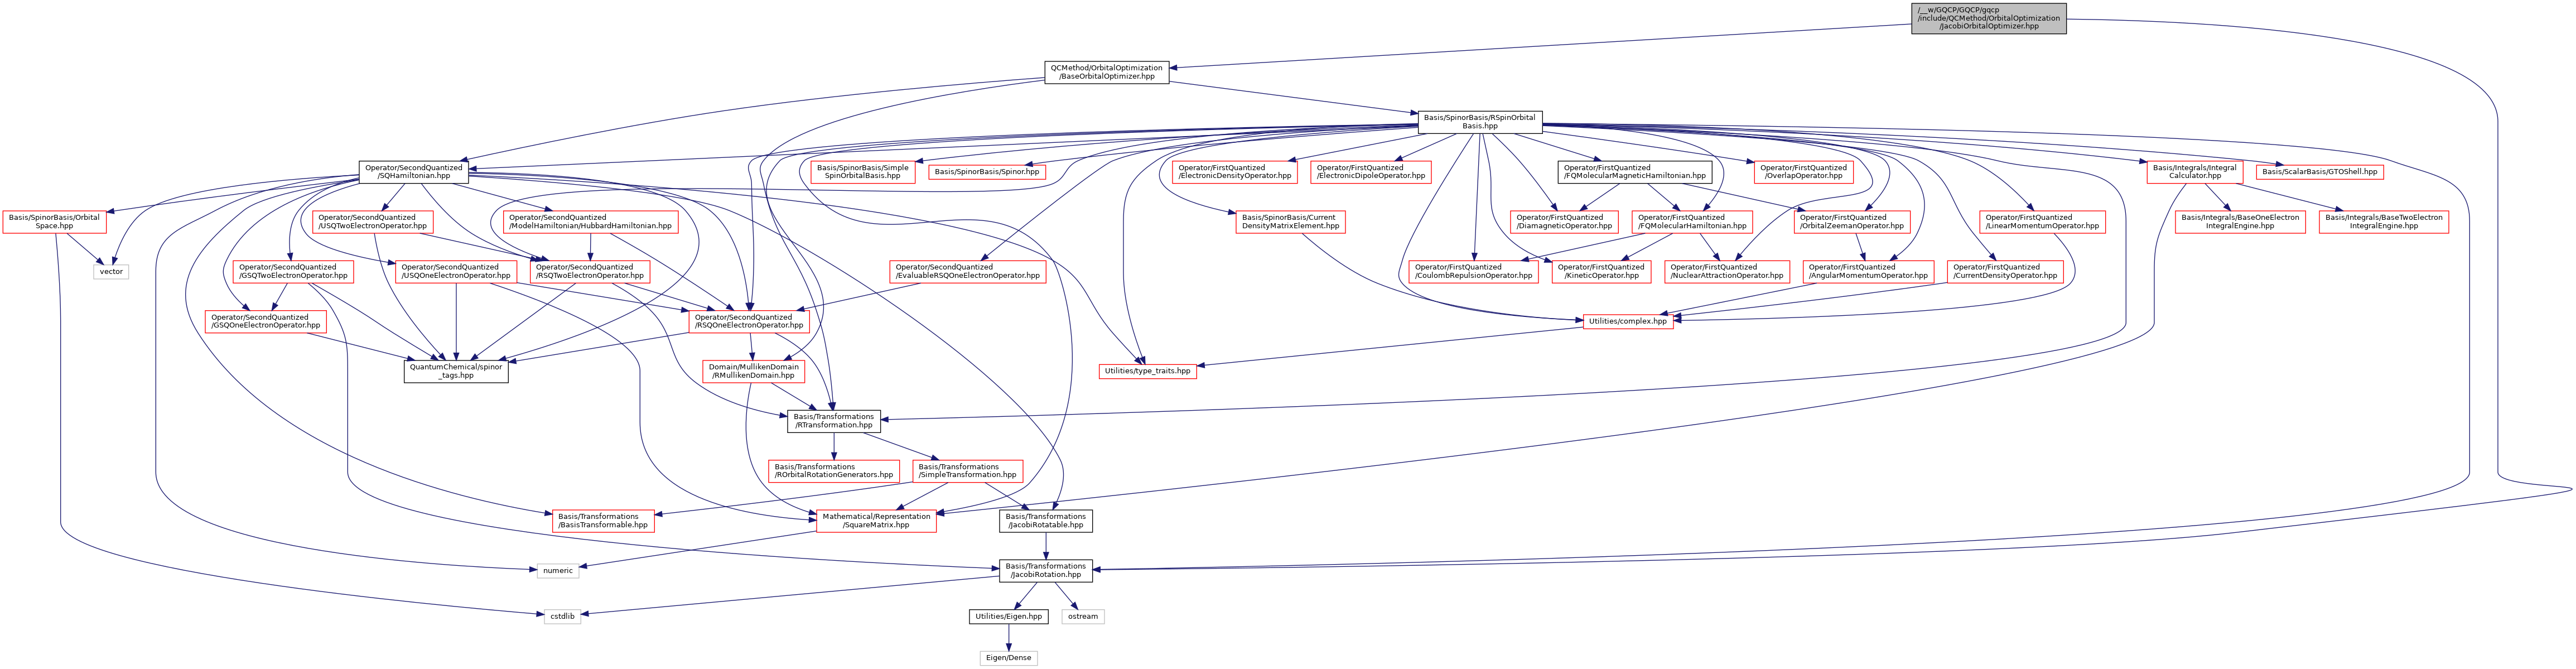 /__w/GQCP/GQCP/gqcp
/include/QCMethod/OrbitalOptimization
/JacobiOrbitalOptimizer.hpp
QCMethod/OrbitalOptimization
/BaseOrbitalOptimizer.hpp
Basis/SpinorBasis/RSpinOrbital
Basis.hpp
Operator/SecondQuantized
/SQHamiltonian.hpp
Basis/SpinorBasis/Simple
SpinOrbitalBasis.hpp
Basis/SpinorBasis/Spinor.hpp
Operator/FirstQuantized
/ElectronicDensityOperator.hpp
Operator/FirstQuantized
/ElectronicDipoleOperator.hpp
Operator/FirstQuantized
/FQMolecularMagneticHamiltonian.hpp
Operator/FirstQuantized
/OverlapOperator.hpp
Basis/Integrals/Integral
Calculator.hpp
Basis/ScalarBasis/GTOShell.hpp
Basis/SpinorBasis/Orbital
Space.hpp
Operator/SecondQuantized
/USQTwoElectronOperator.hpp
Operator/SecondQuantized
/ModelHamiltonian/HubbardHamiltonian.hpp
Basis/SpinorBasis/Current
DensityMatrixElement.hpp
Operator/FirstQuantized
/DiamagneticOperator.hpp
Operator/FirstQuantized
/FQMolecularHamiltonian.hpp
Operator/FirstQuantized
/OrbitalZeemanOperator.hpp
Operator/FirstQuantized
/LinearMomentumOperator.hpp
Basis/Integrals/BaseOneElectron
IntegralEngine.hpp
Basis/Integrals/BaseTwoElectron
IntegralEngine.hpp
vector
Operator/SecondQuantized
/GSQTwoElectronOperator.hpp
Operator/SecondQuantized
/USQOneElectronOperator.hpp
Operator/SecondQuantized
/RSQTwoElectronOperator.hpp
Operator/SecondQuantized
/EvaluableRSQOneElectronOperator.hpp
Operator/FirstQuantized
/CoulombRepulsionOperator.hpp
Operator/FirstQuantized
/KineticOperator.hpp
Operator/FirstQuantized
/NuclearAttractionOperator.hpp
Operator/FirstQuantized
/AngularMomentumOperator.hpp
Operator/FirstQuantized
/CurrentDensityOperator.hpp
Operator/SecondQuantized
/GSQOneElectronOperator.hpp
Operator/SecondQuantized
/RSQOneElectronOperator.hpp
Utilities/complex.hpp
QuantumChemical/spinor
_tags.hpp
Domain/MullikenDomain
/RMullikenDomain.hpp
Utilities/type_traits.hpp
Basis/Transformations
/RTransformation.hpp
Basis/Transformations
/ROrbitalRotationGenerators.hpp
Basis/Transformations
/SimpleTransformation.hpp
Basis/Transformations
/BasisTransformable.hpp
Mathematical/Representation
/SquareMatrix.hpp
Basis/Transformations
/JacobiRotatable.hpp
numeric
Basis/Transformations
/JacobiRotation.hpp
cstdlib
Utilities/Eigen.hpp
ostream
Eigen/Dense